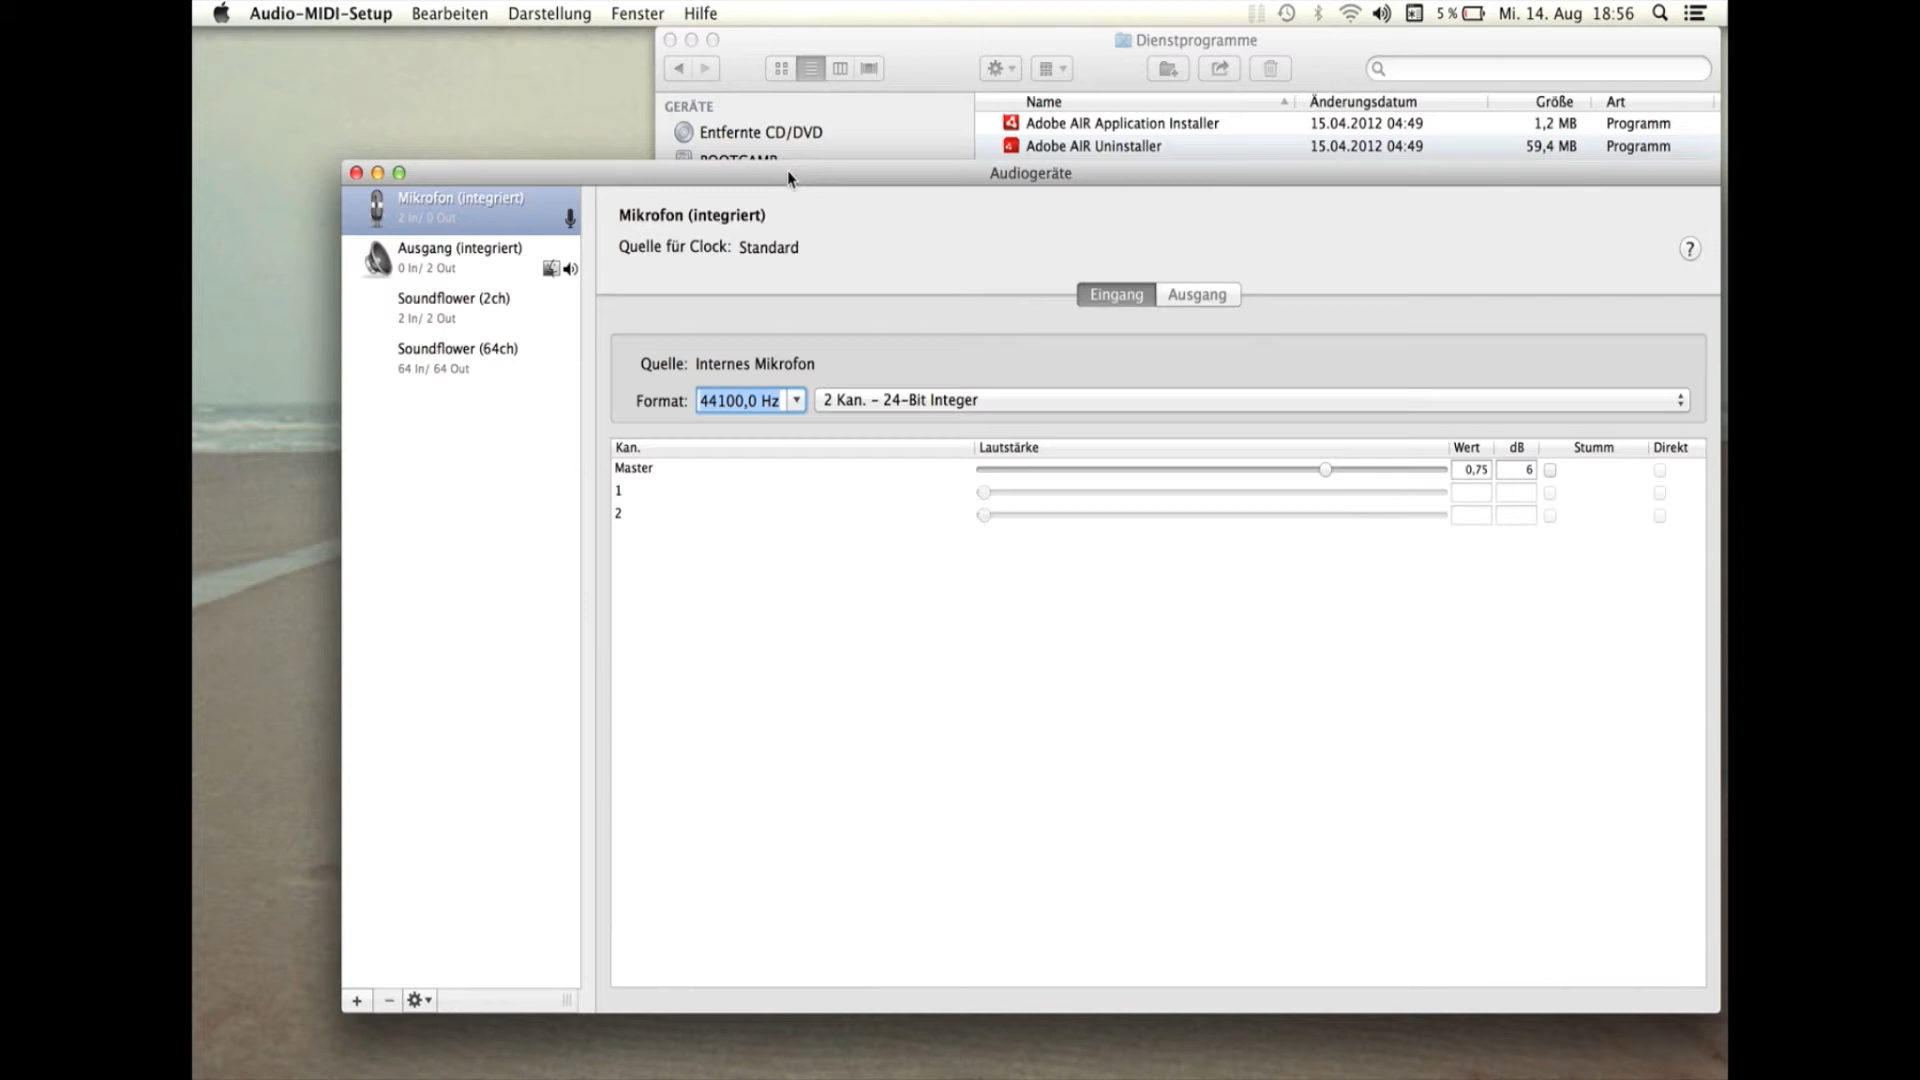 Audio-MIDI-Setup Bearbeiten Darstellung Fenster Hilfe 5 % Mi. 14. Aug 18:56
Dienstprogramme
GERÄTE
Entfernte CD/DVD
BOOTCAMP
Name Änderungsdatum Größe Art
Adobe AIR Application Installer 15.04.2012 04:49 1,2 MB Programm
Adobe AIR Uninstaller 15.04.2012 04:49 59,4 MB Programm
Audiogeräte
Mikrofon (integriert)
2 In/ 0 Out
Ausgang (integriert)
0 In/ 2 Out
Soundflower (2ch)
2 In/ 2 Out
Soundflower (64ch)
64 In/ 64 Out
Mikrofon (integriert)
Quelle für Clock: Standard
?
Eingang Ausgang
Quelle: Internes Mikrofon
Format: 44100,0 Hz 2 Kan. - 24-Bit Integer
Kan. Lautstärke Wert dB Stumm Direkt
Master 0,75 6
1
2